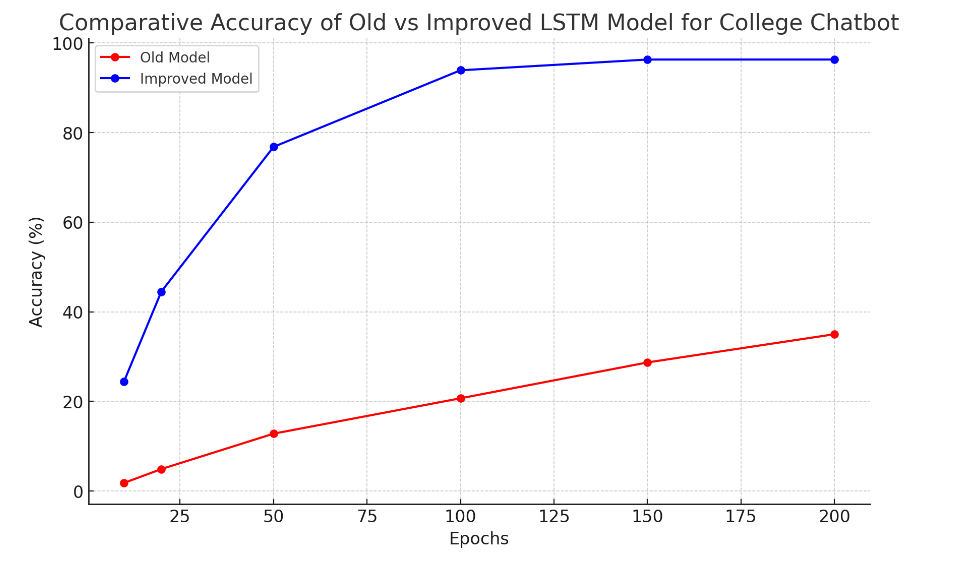 Comparative Accuracy of Old vs Improved LSTM Model for College Chatbot
Old Model
Improved Model
Accuracy (%)
100
80
60
40
20
0
25 50 75 100 125 150 175 200
Epochs